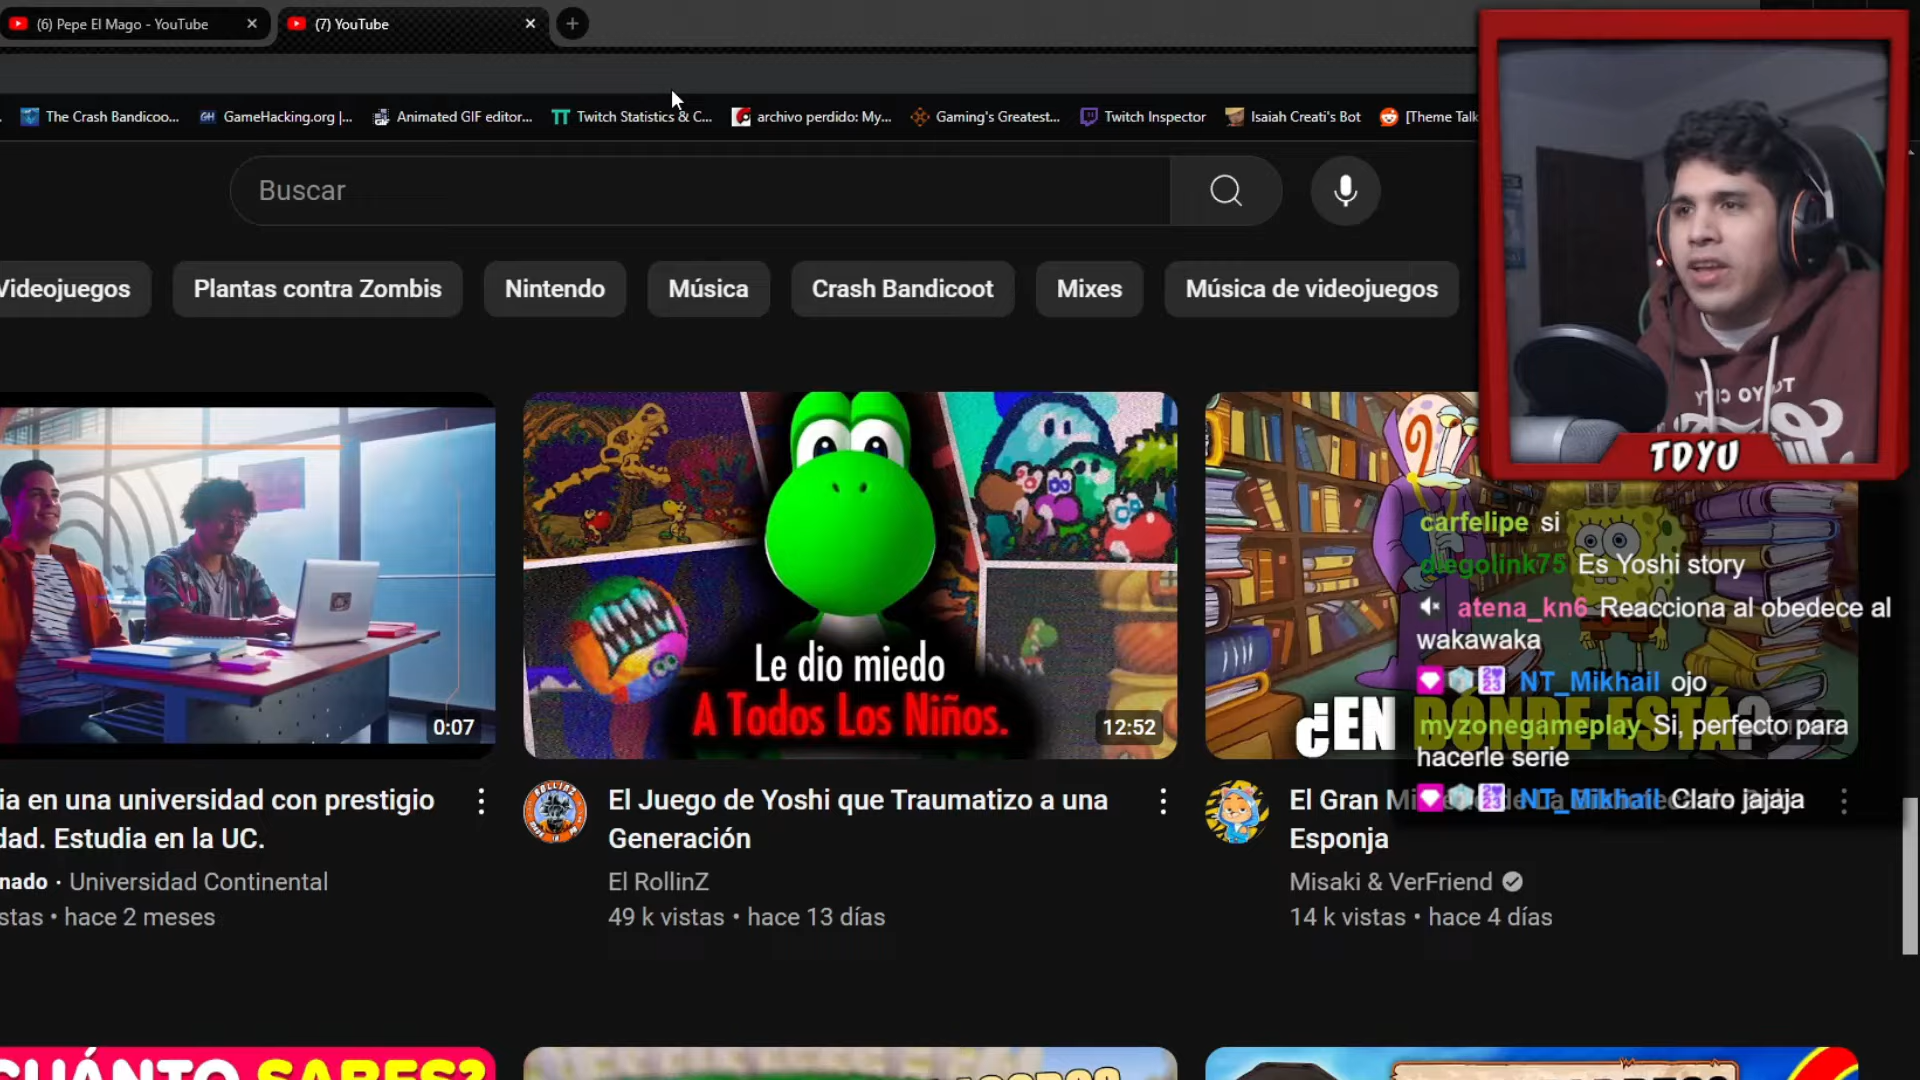 (6) Pepe El Mago - YouTube
(7) YouTube
The Crash Bandicoo...
GameHacking.org |...
Animated GIF editor...
Twitch Statistics & C...
archivo perdido: My...
Gaming's Greatest...
Twitch Inspector
Isaiah Creati's Bot
[Theme Talk
Buscar
Videojuegos
Plantas contra Zombis
Nintendo
Música
Crash Bandicoot
Mixes
Música de videojuegos
TDYU
carfelipe si
diegolink75 Es Yoshi story
atena_kn6 Reacciona al obedece al
wakawaka
NT_Mikhail ojo
myzonegameplay Si, perfecto para
hacerle serie
NT_Mikhail Claro jajaja
0:07
Le dio miedo
A Todos Los Niños.
12:52
¿EN DÓNDE ESTÁ?
ia en una universidad con prestigio
dad. Estudia en la UC.
nado · Universidad Continental
stas • hace 2 meses
El Juego de Yoshi que Traumatizo a una
Generación
El RollinZ
49 k vistas • hace 13 días
El Gran
Esponja
Misaki & VerFriend
14 k vistas • hace 4 días
CUÁNTO SABES?